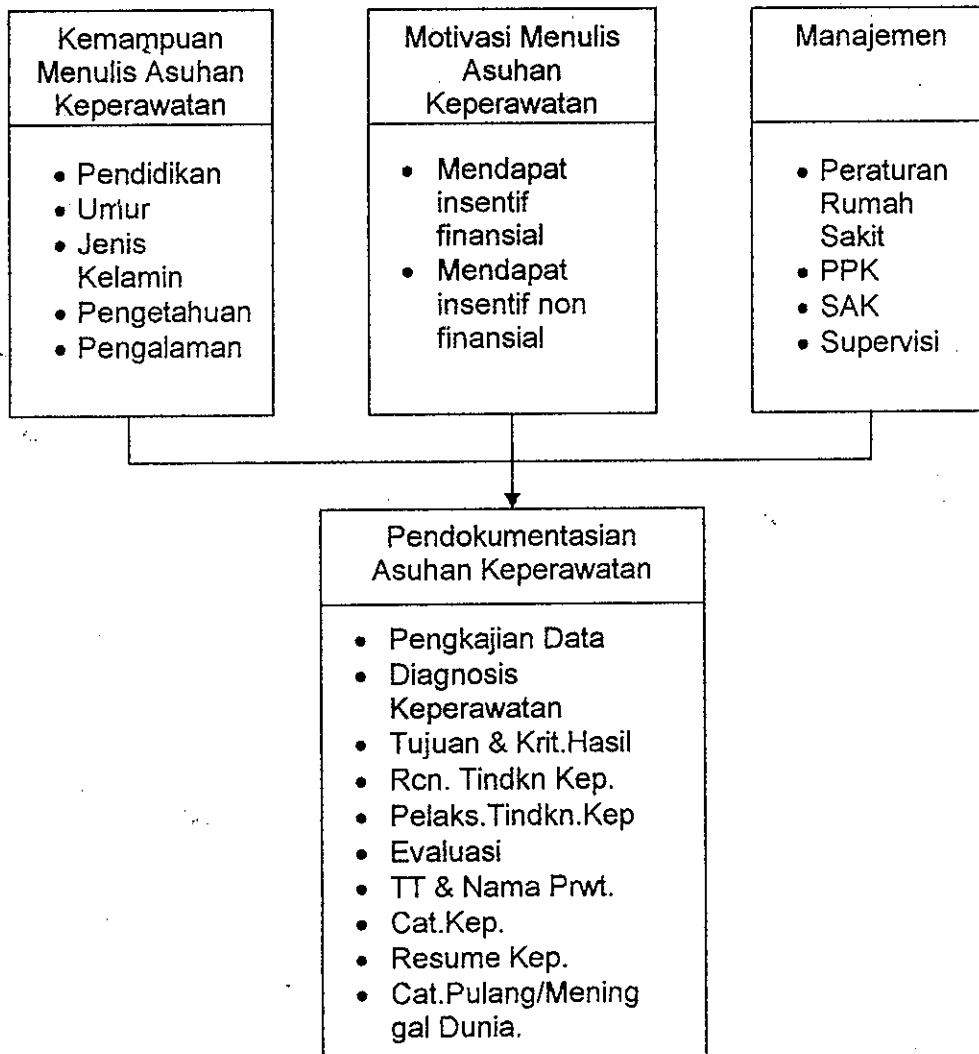 Kemampuan
Menulis Asuhan
Keperawatan
• Pendidikan
• Umur
• Jenis
Kelamin
• Pengetahuan
• Pengalaman
Motivasi Menulis
Asuhan
Keperawatan
• Mendapat
insentif
finansial
• Mendapat
insentif non
finansial
Manajemen
• Peraturan
Rumah
Sakit
• PPK
• SAK
• Supervisi
Pendokumentasian
Asuhan Keperawatan
• Pengkajian Data
• Diagnosis
Keperawatan
• Tujuan & Krit.Hasil
• Rcn. Tindkn Kep.
• Pelaks.Tindkn.Kep
• Evaluasi
• TT & Nama Prwt.
• Cat.Kep.
• Resume Kep.
• Cat.Pulang/Mening
gal Dunia.